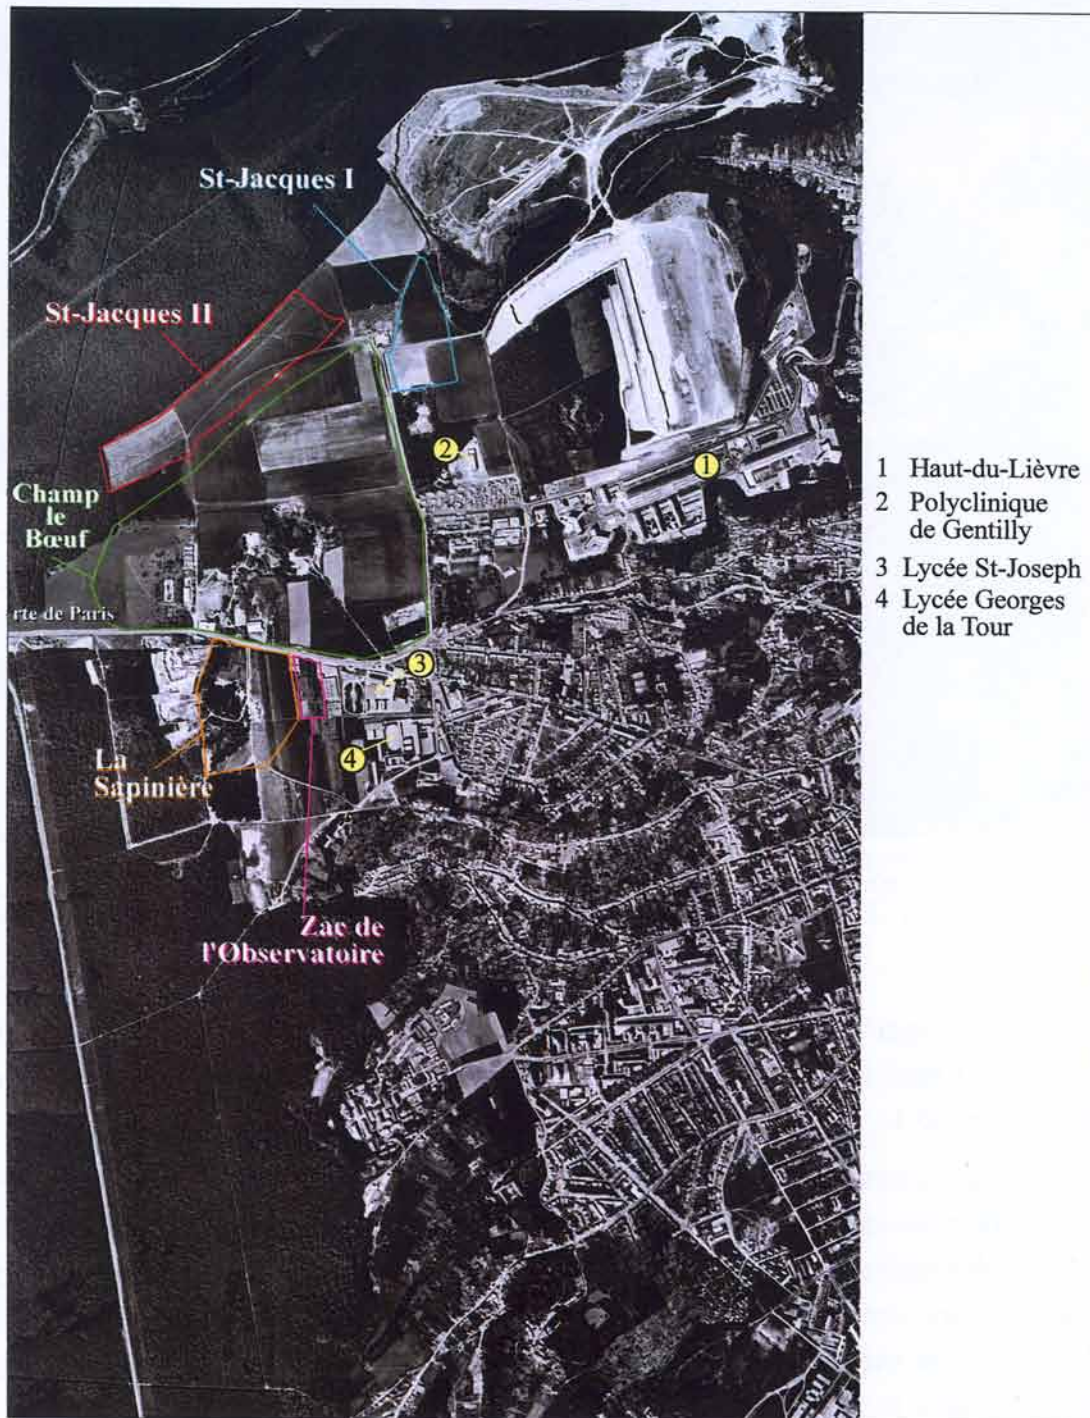 St-Jacques I
St-Jacques II
Champ
le
Bœuf
rte de Paris
La
Sapinière
Zac de
l'Observatoire
1
2
3
4
1 Haut-du-Lièvre
2 Polyclinique
de Gentilly
3 Lycée St-Joseph
4 Lycée Georges
de la Tour